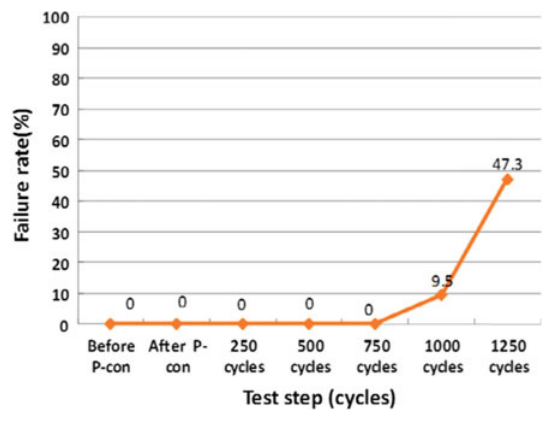 Failure rate(%)
100
90
80
70
60
50
40
30
20
10
0
0
0
0
0
0
9.5
47.3
Before P-con
After P-con
250 cycles
500 cycles
750 cycles
1000 cycles
1250 cycles
Test step (cycles)